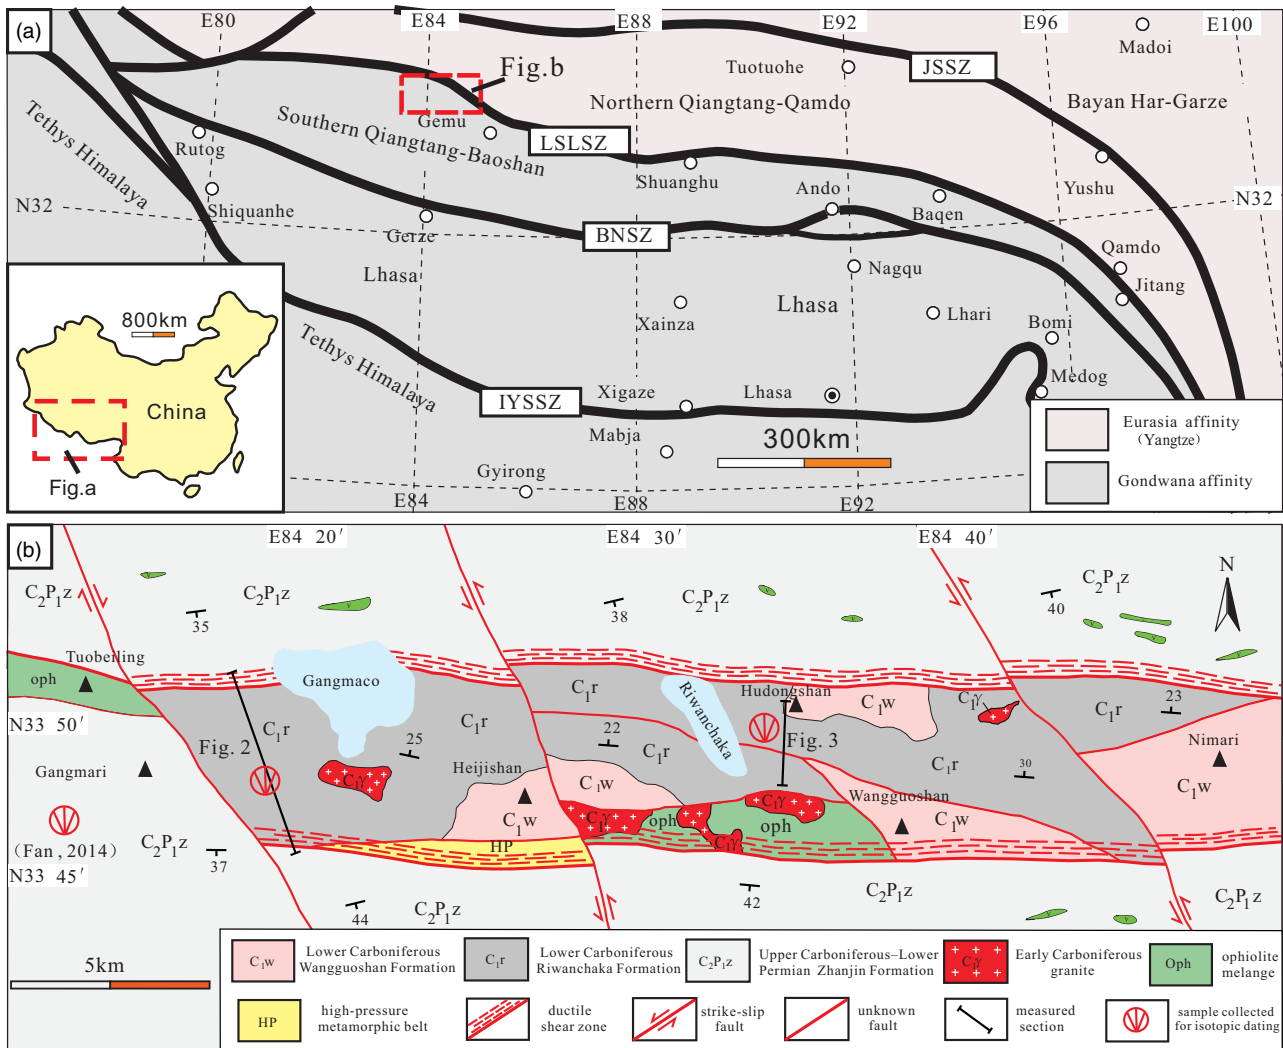 (a)
E80
E84
E88
E92
E96
E100
Madoi
Fig.b
Tuotuohe
JSSZ
Northern Qiangtang-Qamdo
Bayan Har-Garze
Tethys Himalaya
Rutog
Gemu
Southern Qiangtang-Baoshan
LSLSZ
Shuanghu
Ando
Yushu
N32
Shiquanhe
Baqen
N32
Gerze
BNSZ
Qamdo
Lhasa
Nagqu
Jitang
800km
Xainza
Lhasa
Lhari
Bomi
Tethys Himalaya
China
IYSSZ
Xigaze
Lhasa
Medog
Mabja
300km
Eurasia affinity
(Yangtze)
Fig.a
Gyirong
Gondwana affinity
E84
E88
E92
(b)
E84 20′
E84 30′
E84 40′
N
C2P1z
C2P1z
C2P1z
C2P1z
35
38
40
Tuoberling
oph
Gangmaco
C1r
Riwanchaka
Hudongshan
C1w
C1γ
C1r
23
N33 50′
Fig. 2
C1r
C1r
22
C1r
Fig. 3
C1r
Nimari
25
30
Gangmari
C1γ
Heijishan
C1w
C1w
C1γ
Wangguoshan
C1w
C1γ
oph
oph
C1w
(Fan, 2014)
C2P1z
HP
C1γ
37
N33 45′
44
C2P1z
42
C2P1z
C2P1z
5km
C1w
Lower Carboniferous
Wangguoshan Formation
C1r
Lower Carboniferous
Riwanchaka Formation
C2P1z
Upper Carboniferous–Lower
Permian Zhanjin Formation
C1γ
Early Carboniferous
granite
Oph
ophiolite
melange
HP
high-pressure
metamorphic belt
ductile
shear zone
strike-slip
fault
unknown
fault
measured
section
sample collected
for isotopic dating